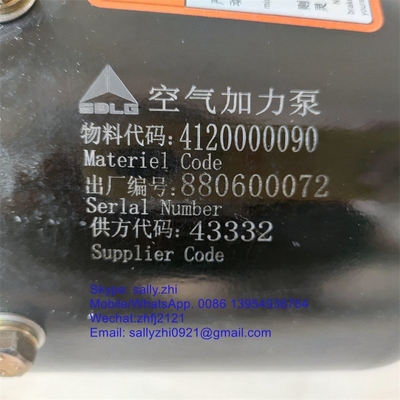 SDLG 空气加力泵
物料代码: 4120000090
Materiel Code
出厂编号: 880600072
Serlal Number
供方代码: 43332
Supplier Code
Skype: sally.zhi
Mobile/WhatsApp. 0086 13954938764
Wechat:zhfj2121
Email: sallyzhi0921@gmail.com